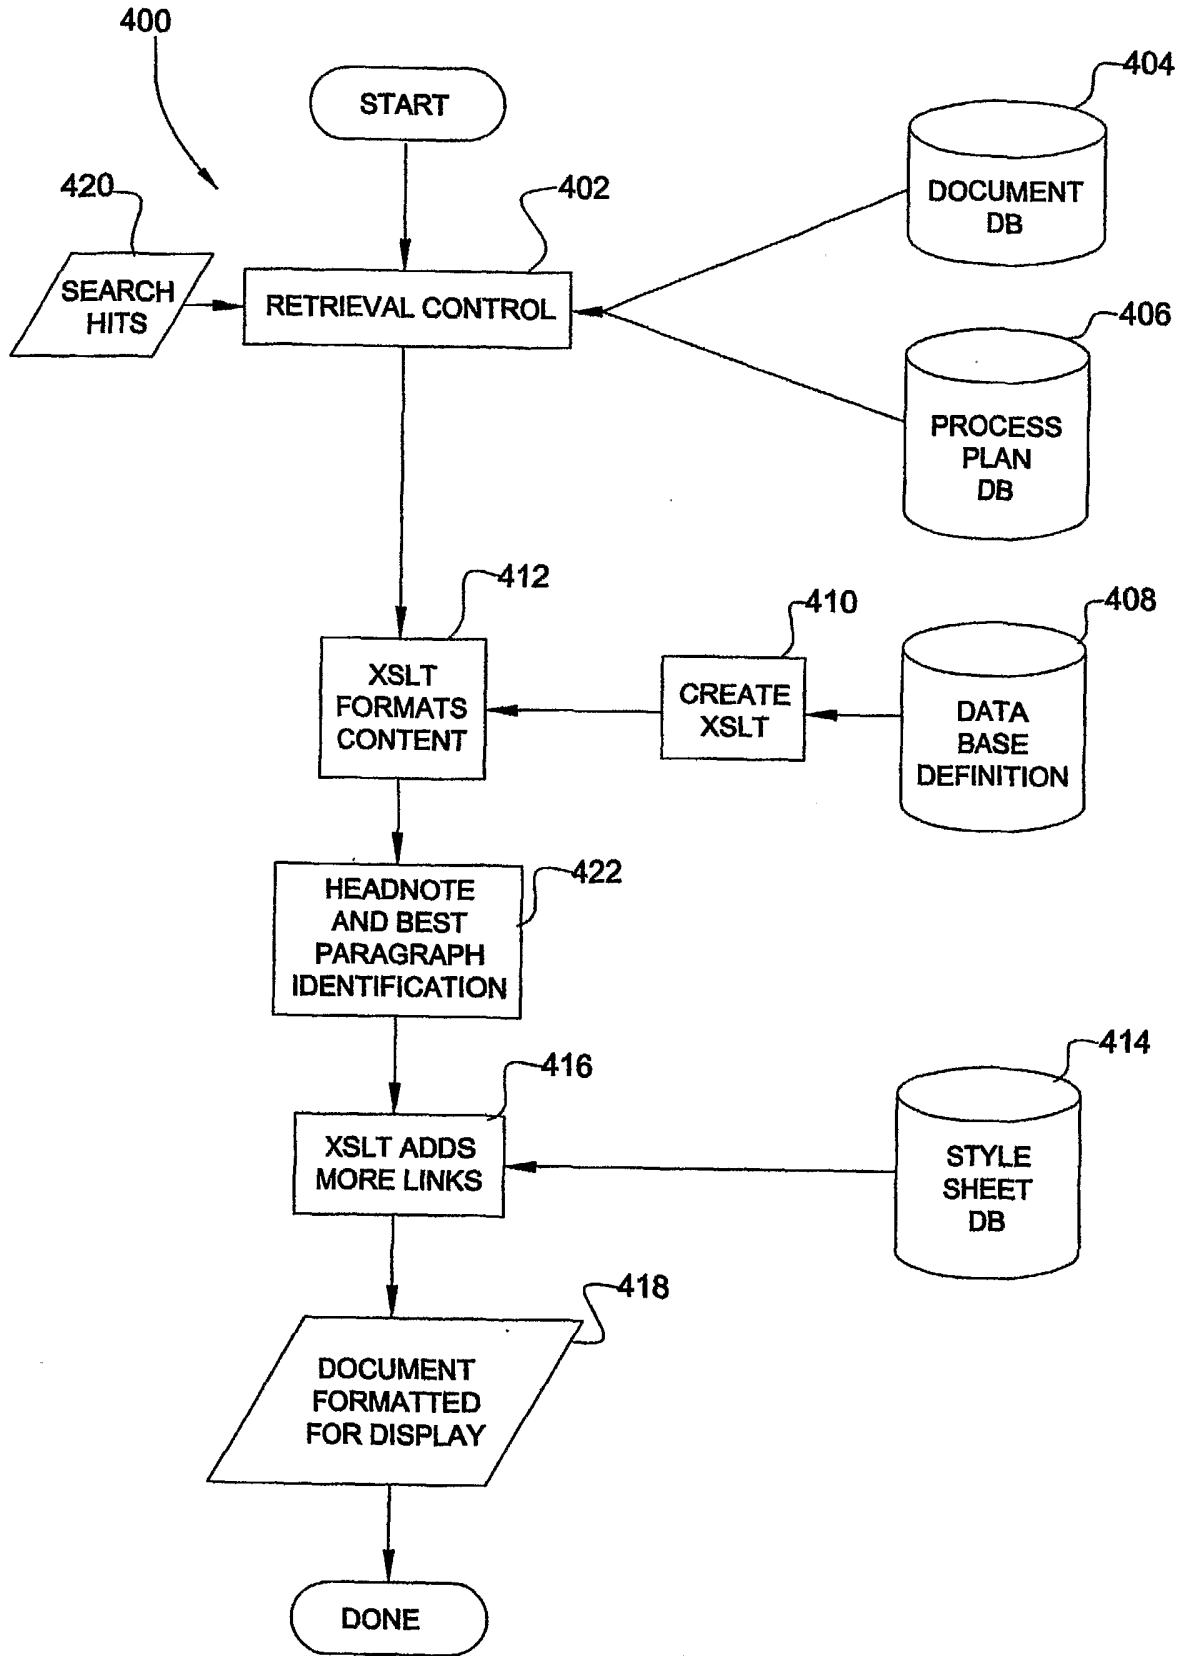 400
START
404
DOCUMENT
DB
420
SEARCH
HITS
402
RETRIEVAL CONTROL
406
PROCESS
PLAN
DB
412
XSLT
FORMATS
CONTENT
410
CREATE
XSLT
408
DATA
BASE
DEFINITION
422
HEADNOTE
AND BEST
PARAGRAPH
IDENTIFICATION
416
XSLT ADDS
MORE LINKS
414
STYLE
SHEET
DB
418
DOCUMENT
FORMATTED
FOR DISPLAY
DONE